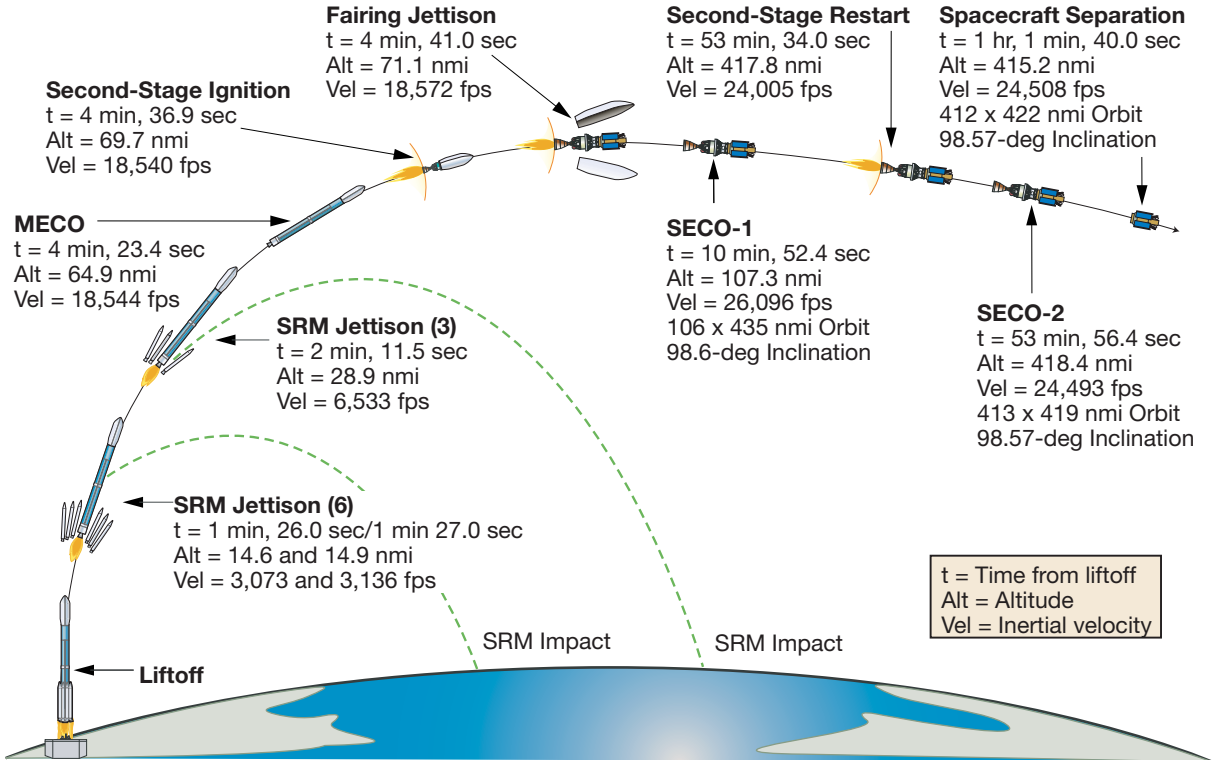 Fairing Jettison
t = 4 min, 41.0 sec
Alt = 71.1 nmi
Vel = 18,572 fps
Second-Stage Restart
t = 53 min, 34.0 sec
Alt = 417.8 nmi
Vel = 24,005 fps
Spacecraft Separation
t = 1 hr, 1 min, 40.0 sec
Alt = 415.2 nmi
Vel = 24,508 fps
412 x 422 nmi Orbit
98.57-deg Inclination
Second-Stage Ignition
t = 4 min, 36.9 sec
Alt = 69.7 nmi
Vel = 18,540 fps
MECO
t = 4 min, 23.4 sec
Alt = 64.9 nmi
Vel = 18,544 fps
SECO-1
t = 10 min, 52.4 sec
Alt = 107.3 nmi
Vel = 26,096 fps
106 x 435 nmi Orbit
98.6-deg Inclination
SECO-2
t = 53 min, 56.4 sec
Alt = 418.4 nmi
Vel = 24,493 fps
413 x 419 nmi Orbit
98.57-deg Inclination
SRM Jettison (3)
t = 2 min, 11.5 sec
Alt = 28.9 nmi
Vel = 6,533 fps
SRM Jettison (6)
t = 1 min, 26.0 sec/1 min 27.0 sec
Alt = 14.6 and 14.9 nmi
Vel = 3,073 and 3,136 fps
t = Time from liftoff
Alt = Altitude
Vel = Inertial velocity
SRM Impact
SRM Impact
Liftoff